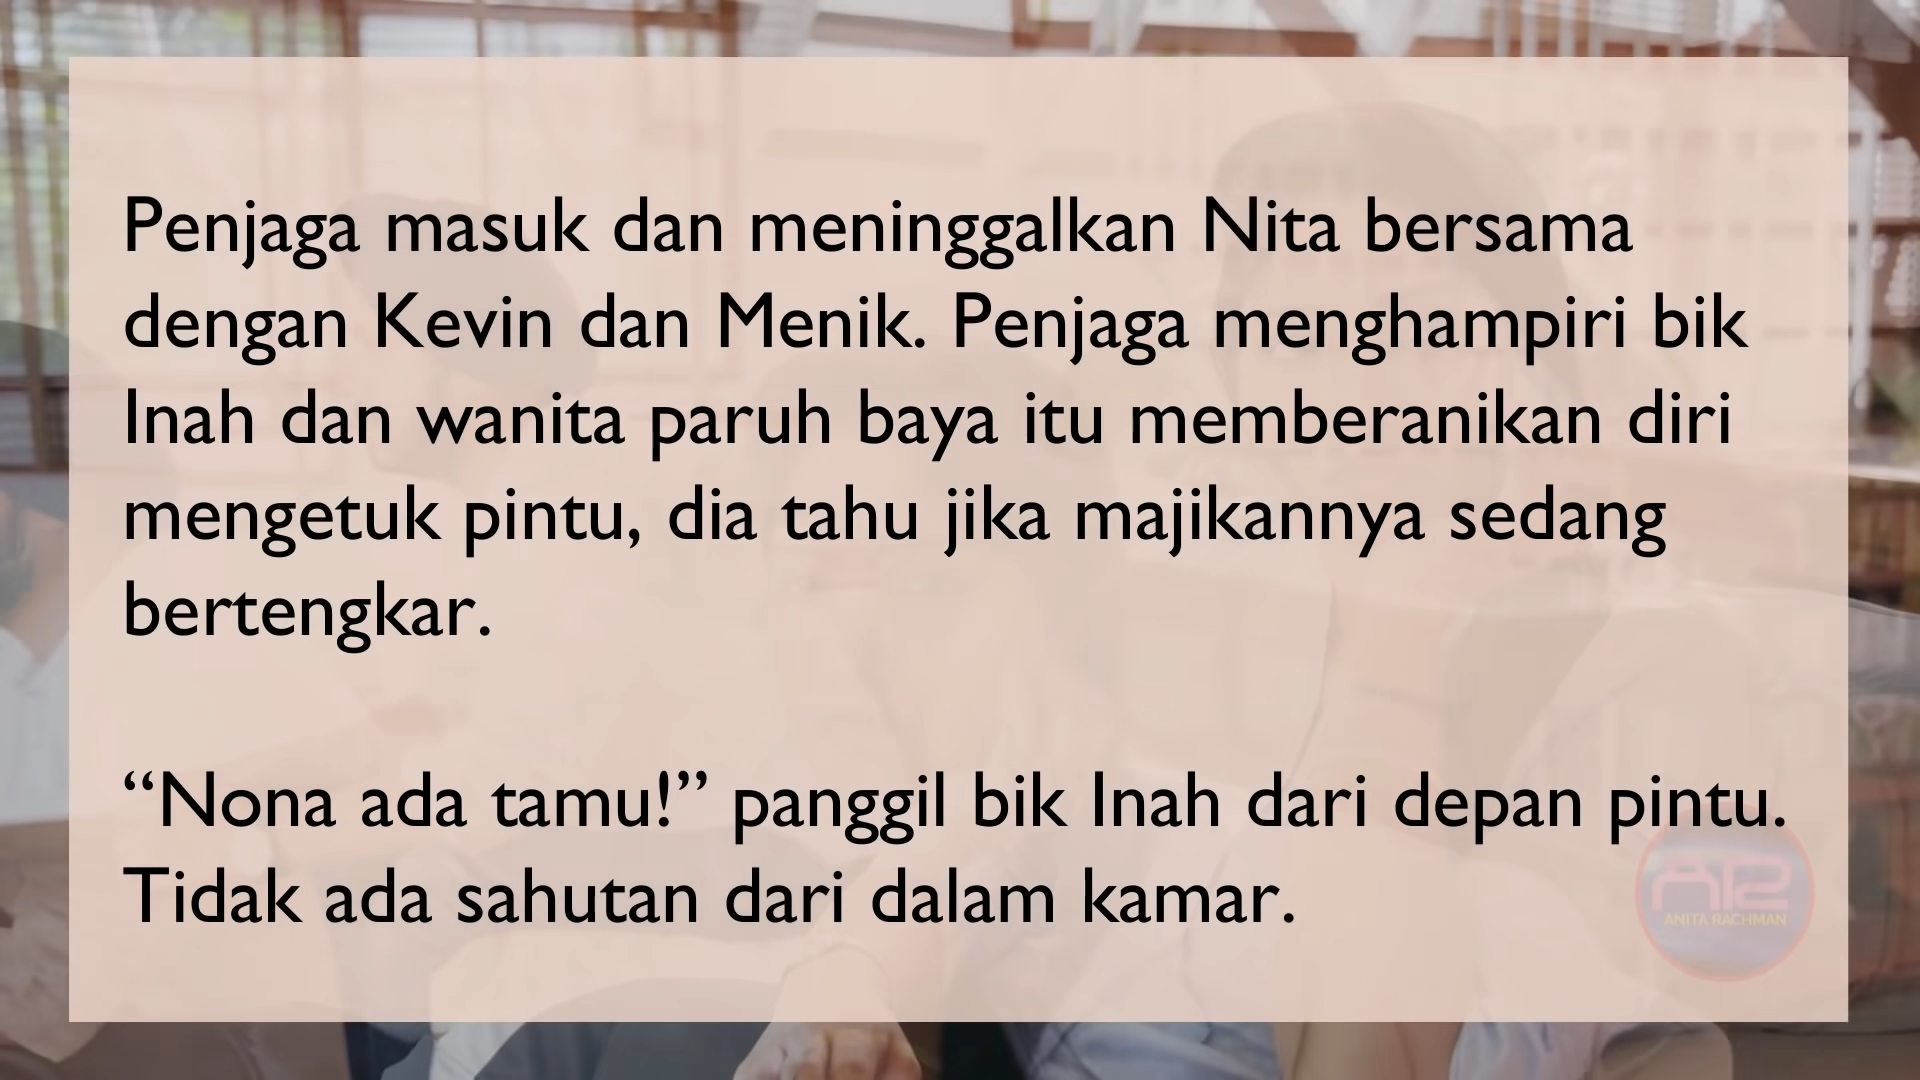 Penjaga masuk dan meninggalkan Nita bersama
dengan Kevin dan Menik. Penjaga menghampiri bik
Inah dan wanita paruh baya itu memberanikan diri
mengetuk pintu, dia tahu jika majikannya sedang
bertengkar.
“Nona ada tamu!” panggil bik Inah dari depan pintu.
Tidak ada sahutan dari dalam kamar.
AR
ANITA RACHMAN